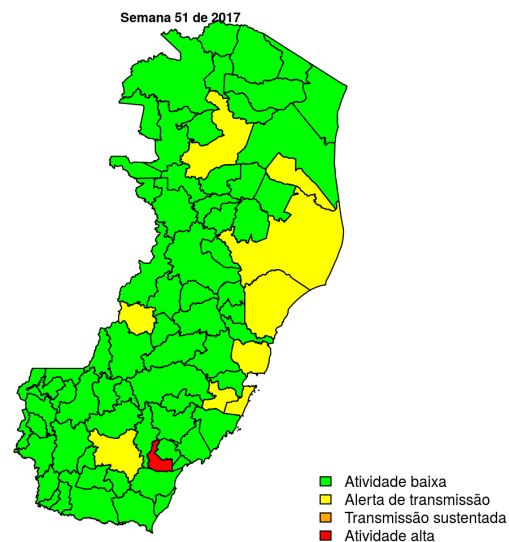 Semana 51 de 2017
Atividade baixa
Alerta de transmissão
Transmissão sustentada
Atividade alta